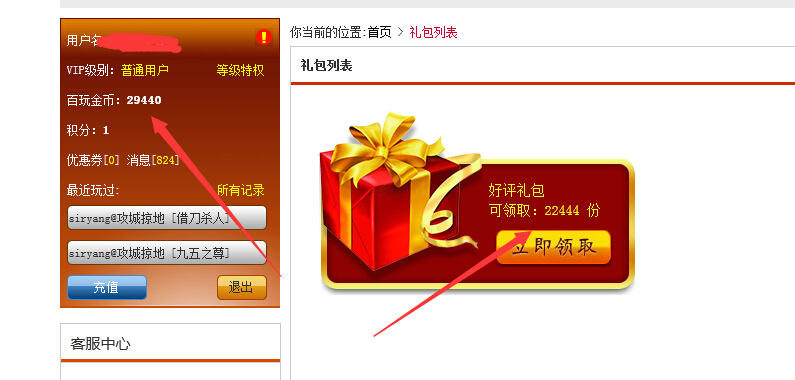 你当前的位置:首页 > 礼包列表
用户名
VIP级别: 普通用户 等级特权
百玩金币: 29440
积分: 1
优惠券[0] 消息[824]
最近玩过: 所有记录
siryang@攻城掠地 [借刀杀人]
siryang@攻城掠地 [九五之尊]
充值 退出
客服中心
礼包列表
好评礼包
可领取: 22444 份
立即领取